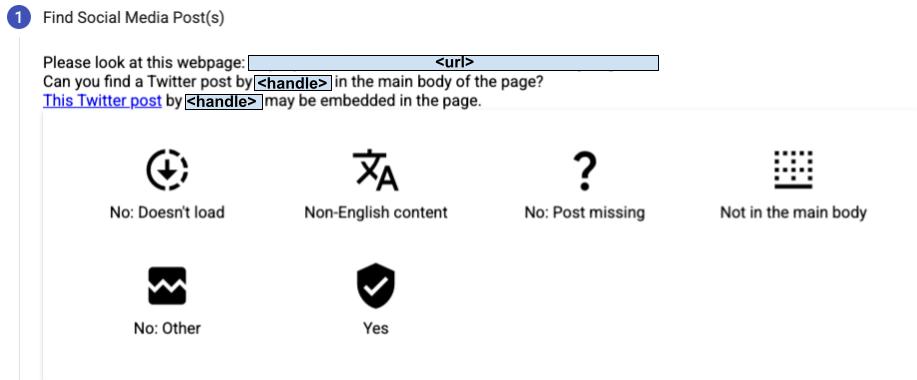 1 Find Social Media Post(s)
Please look at this webpage: <url>
Can you find a Twitter post by <handle> in the main body of the page?
This Twitter post by <handle> may be embedded in the page.
No: Doesn't load
Non-English content
No: Post missing
Not in the main body
No: Other
Yes